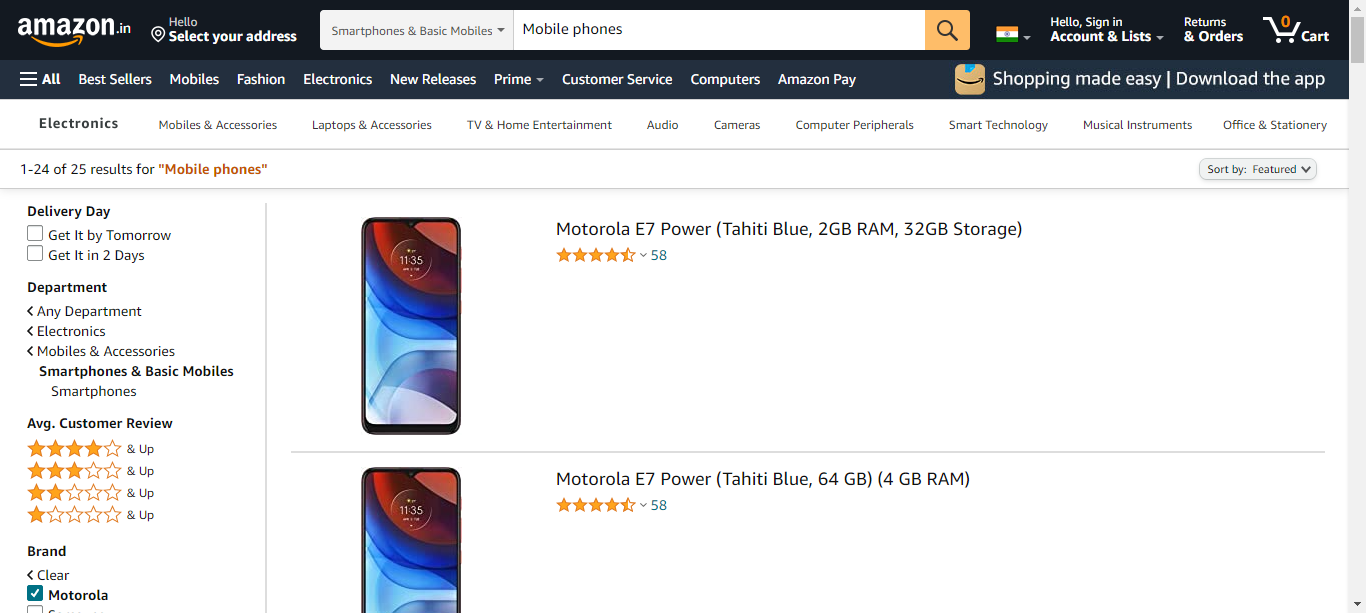 amazon.in
Hello
Select your address
Smartphones & Basic Mobiles
Mobile phones
Hello, Sign in
Account & Lists
Returns
& Orders
0
Cart
All
Best Sellers
Mobiles
Fashion
Electronics
New Releases
Prime
Customer Service
Computers
Amazon Pay
Shopping made easy | Download the app
Electronics
Mobiles & Accessories
Laptops & Accessories
TV & Home Entertainment
Audio
Cameras
Computer Peripherals
Smart Technology
Musical Instruments
Office & Stationery
1-24 of 25 results for "Mobile phones"
Sort by: Featured
Delivery Day
Get It by Tomorrow
Get It in 2 Days
Department
Any Department
Electronics
Mobiles & Accessories
Smartphones & Basic Mobiles
Smartphones
Avg. Customer Review
& Up
& Up
& Up
& Up
Brand
Clear
Motorola
11:35
Motorola E7 Power (Tahiti Blue, 2GB RAM, 32GB Storage)
58
11:35
Motorola E7 Power (Tahiti Blue, 64 GB) (4 GB RAM)
58